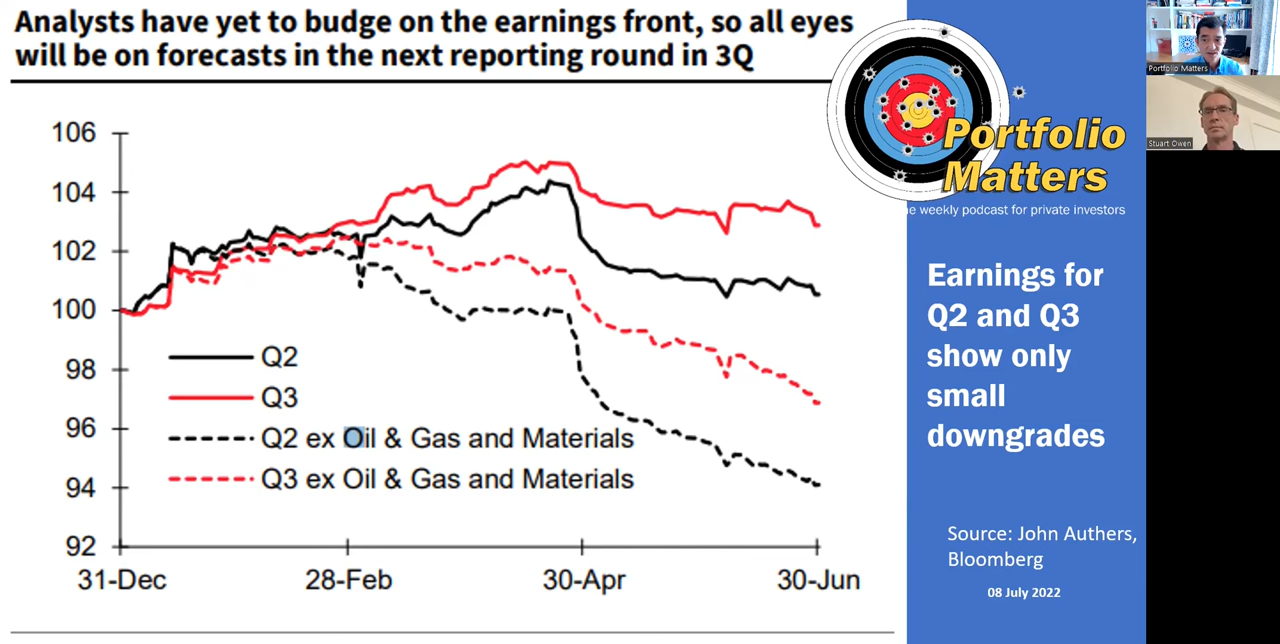 Analysts have yet to budget on the earnings front, so all eyes
will be on forecasts in the next reporting round in 3Q
106
104
102
100
98
96
94
92
Q2
Q3
Q2 ex Oil & Gas and Materials
Q3 ex Oil & Gas and Materials
31-Dec
28-Feb
30-Apr
30-Jun
Portfolio
Matters
he weekly podcast for private investors
Earnings for
Q2 and Q3
show only
small
downgrades
Source: John Authers,
Bloomberg
08 July 2022
Portfolio Matters
Stuart Owen